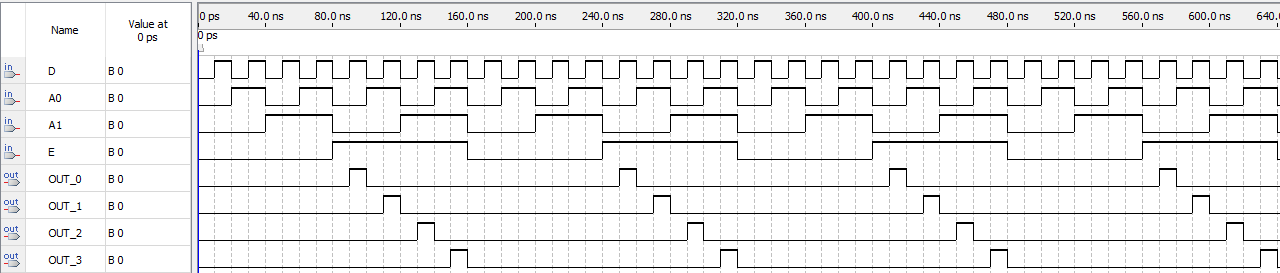 Name Value at 0 ps 0 ps 40.0 ns 80.0 ns 120.0 ns 160.0 ns 200.0 ns 240.0 ns 280.0 ns 320.0 ns 360.0 ns 400.0 ns 440.0 ns 480.0 ns 520.0 ns 560.0 ns 600.0 ns 640.
0 ps
in D B 0
in A0 B 0
in A1 B 0
in E B 0
out OUT_0 B 0
out OUT_1 B 0
out OUT_2 B 0
out OUT_3 B 0